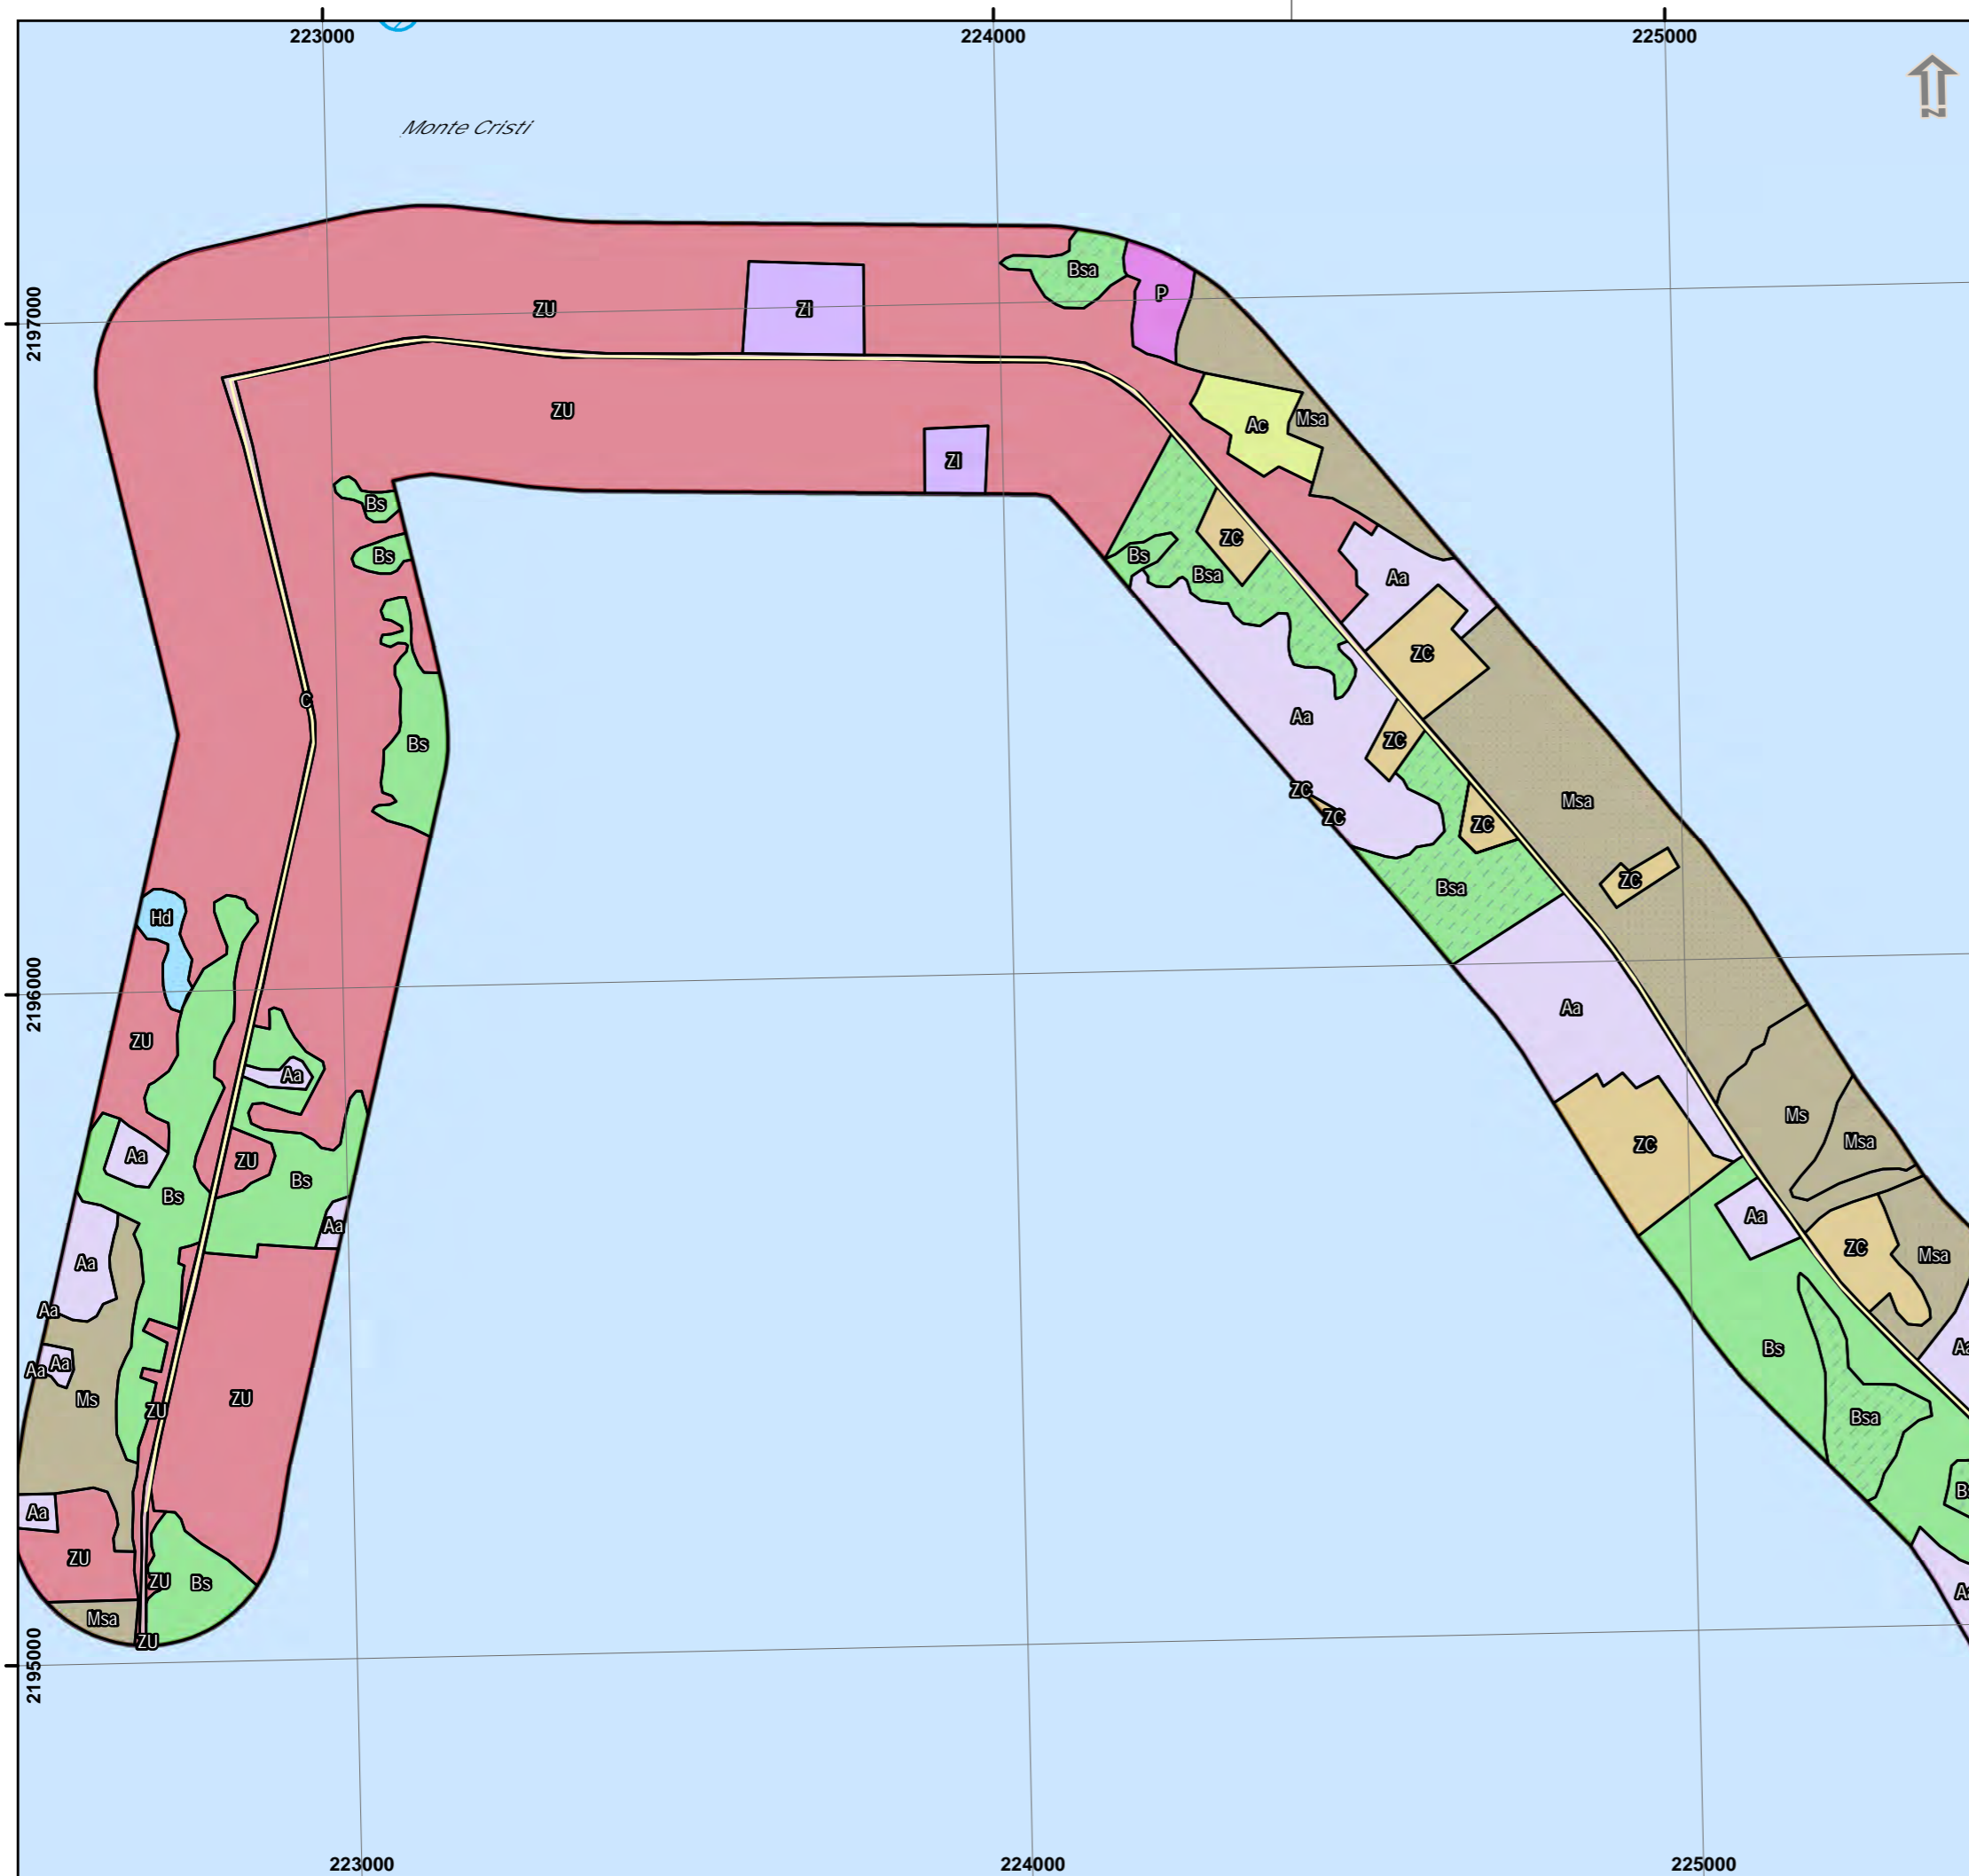 223000
224000
225000
N
Monte Cristi
2197000
ZU
ZI
Bsa
P
ZU
ZI
Ac
Msa
Bs
Bs
ZC
Bs
Bsa
Aa
ZC
C
Bs
Aa
ZC
ZC
ZC
ZC
Msa
ZC
Bsa
Hd
2196000
ZU
Aa
Aa
Aa
ZU
Bs
Bs
Aa
ZC
Ms
Msa
Aa
Aa
Aa
ZC
Msa
Aa
Aa
Aa
Ms
ZU
ZU
Bs
Aa
Bsa
B
Aa
ZU
ZU
Bs
A
Msa
ZU
2195000
223000
224000
225000